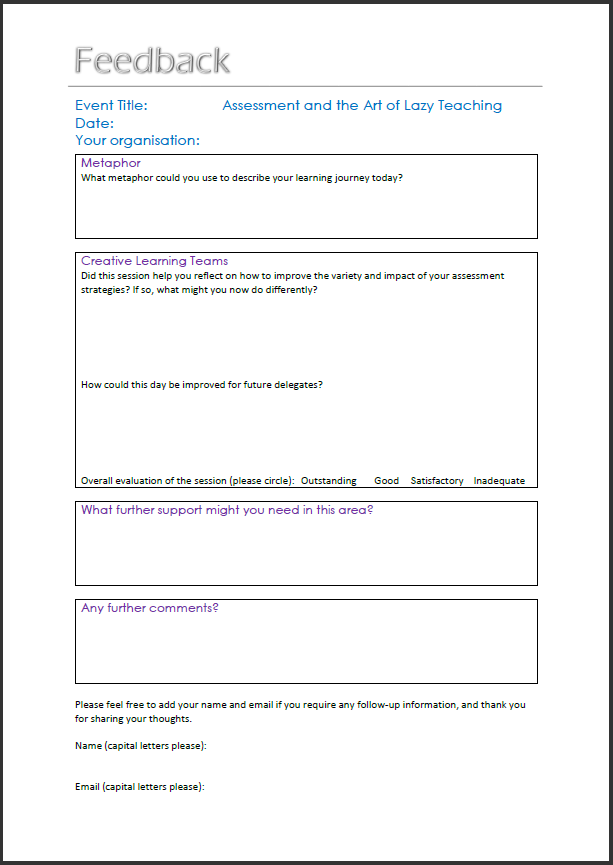 Feedback
Event Title: Assessment and the Art of Lazy Teaching
Date:
Your organisation:
Metaphor
What metaphor could you use to describe your learning journey today?
Creative Learning Teams
Did this session help you reflect on how to improve the variety and impact of your assessment
strategies? If so, what might you now do differently?
How could this day be improved for future delegates?
Overall evaluation of the session (please circle): Outstanding Good Satisfactory Inadequate
What further support might you need in this area?
Any further comments?
Please feel free to add your name and email if you require any follow-up information, and thank you
for sharing your thoughts.
Name (capital letters please):
Email (capital letters please):